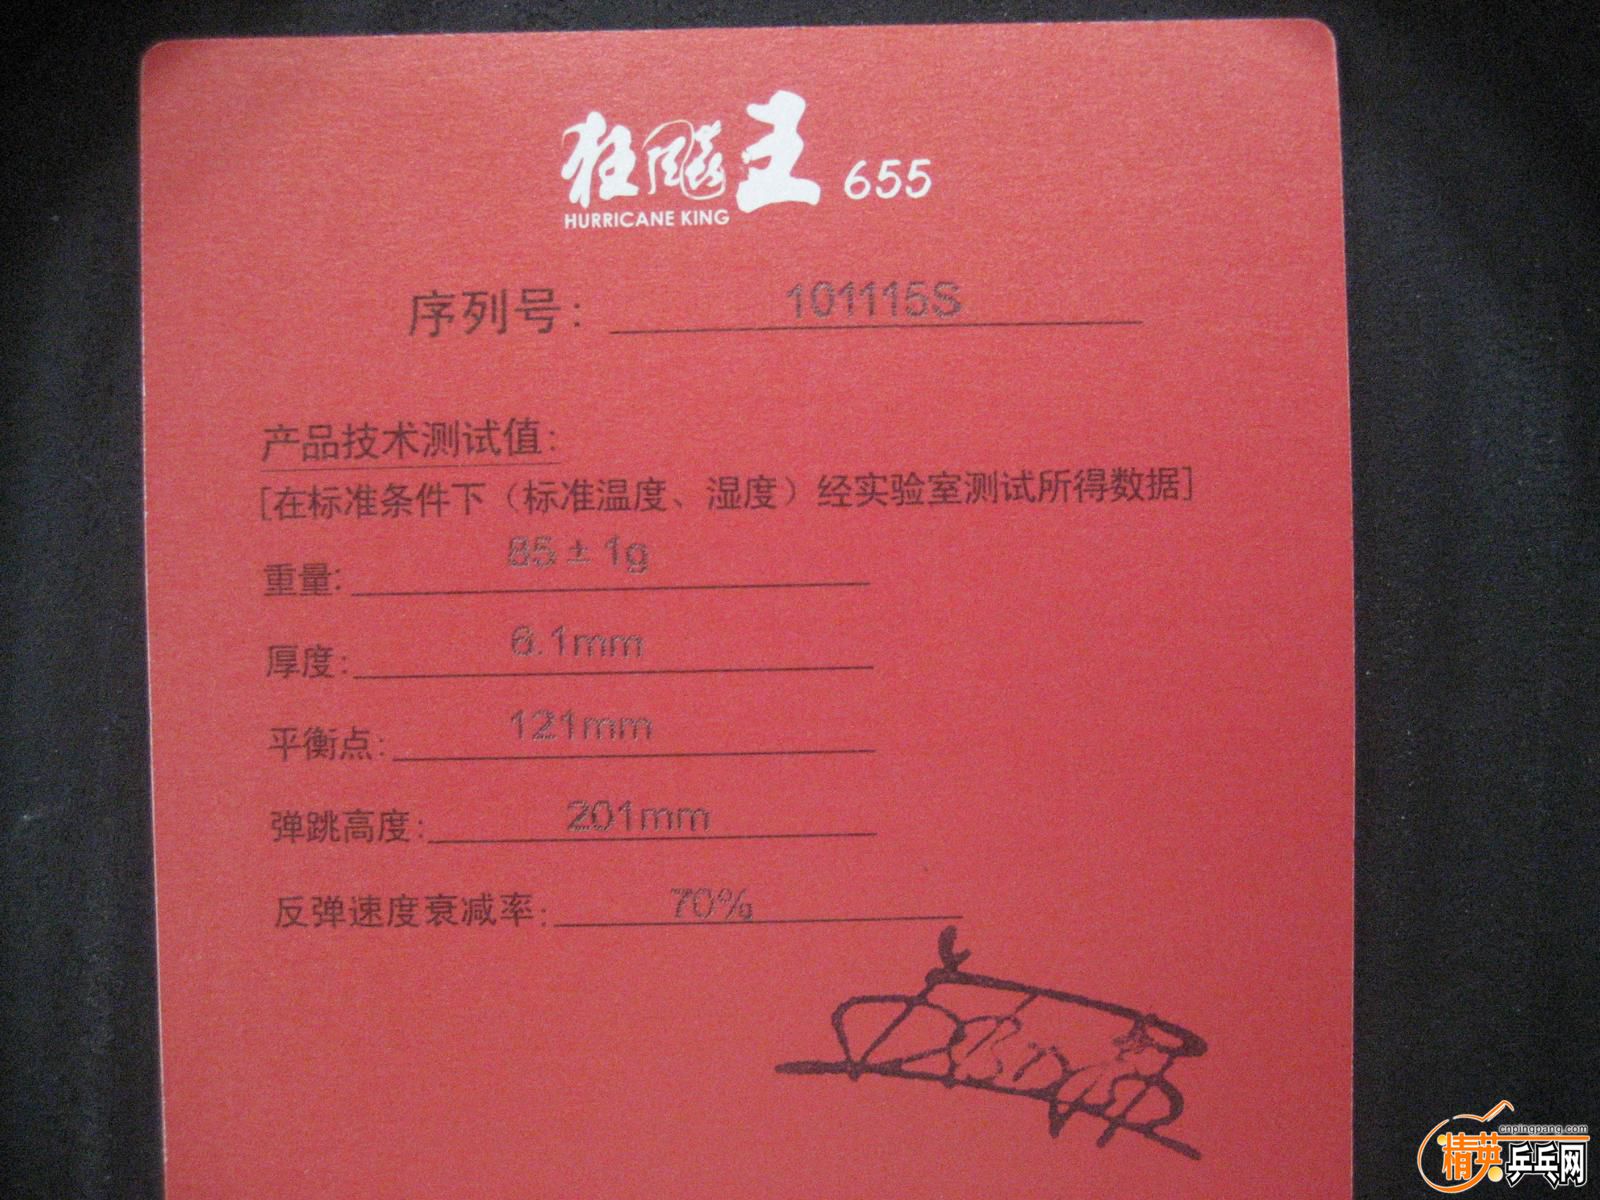 狂飚王 655
HURRICANE KING
序列号: 101115S
产品技术测试值:
[在标准条件下（标准温度、湿度）经实验室测试所得数据]
重量: 85±1g
厚度: 6.1mm
平衡点: 121mm
弹跳高度: 201mm
反弹速度衰减率: 70%
cnpingpang.com
精英乒乓网